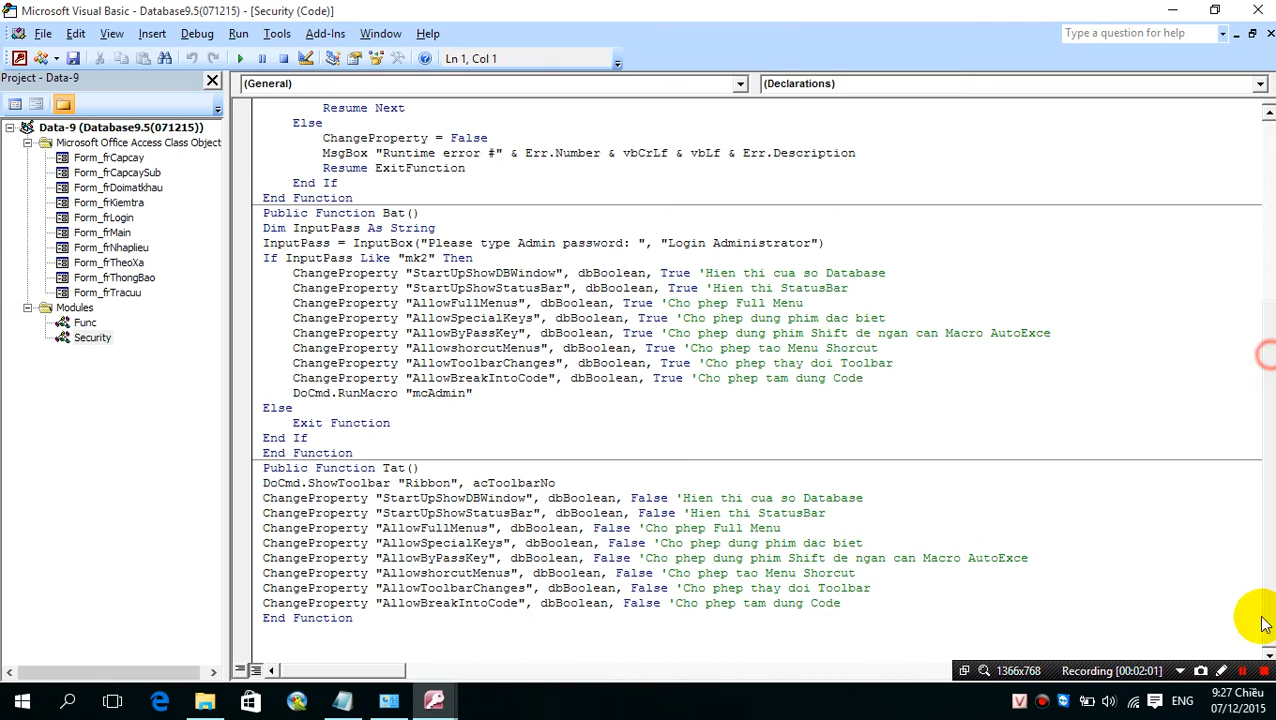 Microsoft Visual Basic - Database9.5(071215) - [Security (Code)]
File Edit View Insert Format Debug Run Tools Add-Ins Window Help
Type a question for help
Ln 1, Col 1
Project - Data-9
(General)
(Declarations)
Data-9 (Database9.5(071215))
Microsoft Office Access Class Object
Form_frCapcay
Form_frCapcaySub
Form_frDoimatkhau
Form_frKiemtra
Form_frLogin
Form_frMain
Form_frNhaplieu
Form_frTheoXa
Form_frThongBao
Form_frTracuu
Modules
Func
Security
Resume Next
Else
ChangeProperty = False
MsgBox "Runtime error #" & Err.Number & vbCrLf & vbLf & Err.Description
Resume ExitFunction
End If
End Function
Public Function Bat()
Dim InputPass As String
InputPass = InputBox("Please type Admin password: ", "Login Administrator")
If InputPass Like "mk2" Then
ChangeProperty "StartUpShowDBWindow", dbBoolean, True 'Hien thi cua so Database
ChangeProperty "StartUpShowStatusBar", dbBoolean, True 'Hien thi StatusBar
ChangeProperty "AllowFullMenus", dbBoolean, True 'Cho phep Full Menu
ChangeProperty "AllowSpecialKeys", dbBoolean, True 'Cho phep dung phim dac biet
ChangeProperty "AllowByPassKey", dbBoolean, True 'Cho phep dung phim Shift de ngan can Macro AutoExce
ChangeProperty "AllowshorcutMenus", dbBoolean, True 'Cho phep tao Menu Shorcut
ChangeProperty "AllowToolbarChanges", dbBoolean, True 'Cho phep thay doi Toolbar
ChangeProperty "AllowBreakIntoCode", dbBoolean, True 'Cho phep tam dung Code
DoCmd.RunMacro "mcAdmin"
Else
Exit Function
End If
End Function
Public Function Tat()
DoCmd.ShowToolbar "Ribbon", acToolbarNo
ChangeProperty "StartUpShowDBWindow", dbBoolean, False 'Hien thi cua so Database
ChangeProperty "StartUpShowStatusBar", dbBoolean, False 'Hien thi StatusBar
ChangeProperty "AllowFullMenus", dbBoolean, False 'Cho phep Full Menu
ChangeProperty "AllowSpecialKeys", dbBoolean, False 'Cho phep dung phim dac biet
ChangeProperty "AllowByPassKey", dbBoolean, False 'Cho phep dung phim Shift de ngan can Macro AutoExce
ChangeProperty "AllowshorcutMenus", dbBoolean, False 'Cho phep tao Menu Shorcut
ChangeProperty "AllowToolbarChanges", dbBoolean, False 'Cho phep thay doi Toolbar
ChangeProperty "AllowBreakIntoCode", dbBoolean, False 'Cho phep tam dung Code
End Function
1366x768
Recording [00:02:01]
ENG
9:27 Chiều
07/12/2015